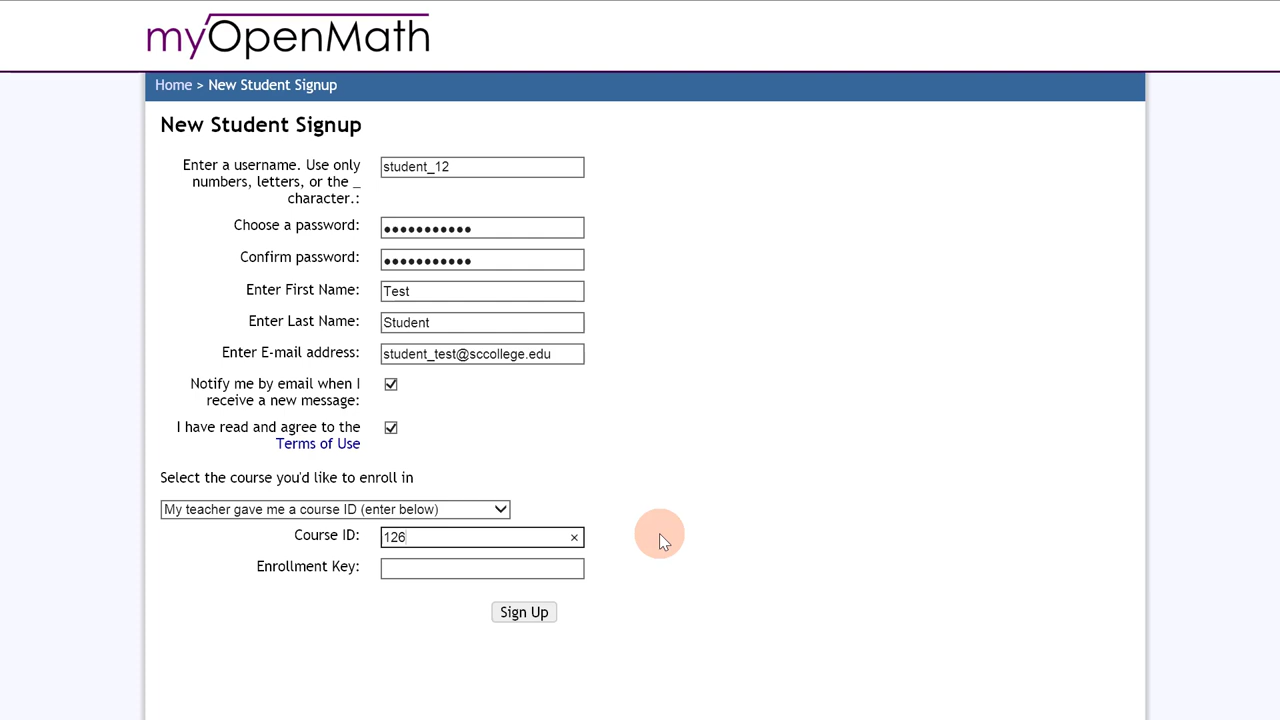 myOpenMath
Home > New Student Signup
New Student Signup
Enter a username. Use only
numbers, letters, or the _
character.:
student_12
Choose a password:
•••••••••••
Confirm password:
•••••••••••
Enter First Name:
Test
Enter Last Name:
Student
Enter E-mail address:
student_test@sccollege.edu
Notify me by email when I
receive a new message:
I have read and agree to the
Terms of Use
Select the course you'd like to enroll in
My teacher gave me a course ID (enter below)
Course ID:
126
×
Enrollment Key:
Sign Up